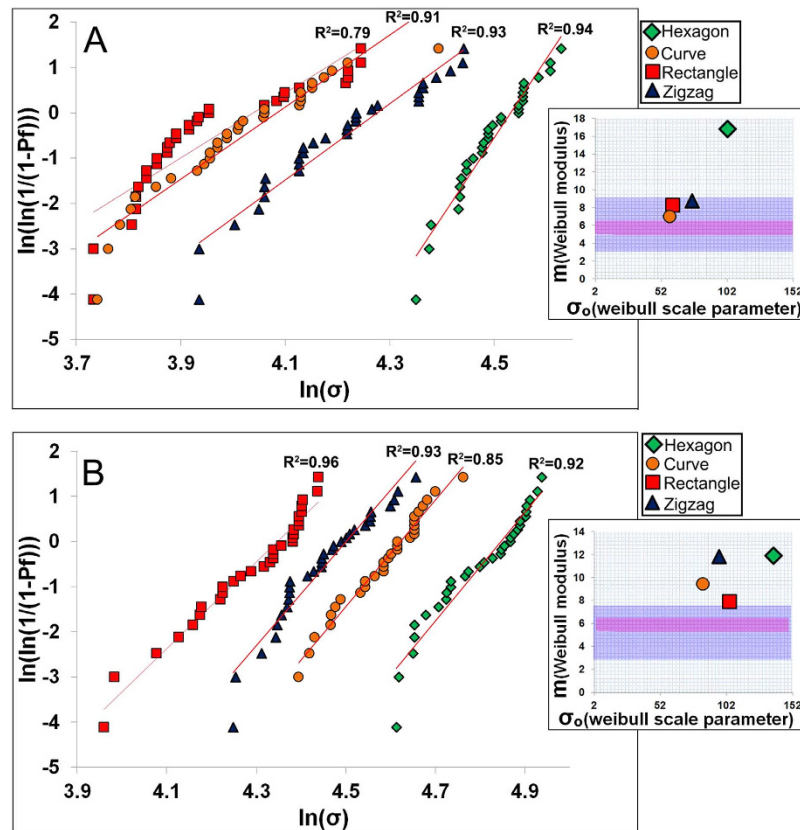 A
R²=0.79
R²=0.91
R²=0.93
R²=0.94
ln(ln(1/(1-Pf)))
2
1
0
-1
-2
-3
-4
-5
3.7 3.9 4.1 4.3 4.5
ln(σ)
Hexagon
Curve
Rectangle
Zigzag
m(Weibull modulus)
18
16
14
12
10
8
6
4
2
0
2 52 102 152
σo(weibull scale parameter)
B
R²=0.96
R²=0.93
R²=0.85
R²=0.92
ln(ln(1/(1-Pf)))
2
1
0
-1
-2
-3
-4
-5
3.9 4.1 4.3 4.5 4.7 4.9
ln(σ)
Hexagon
Curve
Rectangle
Zigzag
m(Weibull modulus)
14
12
10
8
6
4
2
0
2 52 102 152
σo(weibull scale parameter)